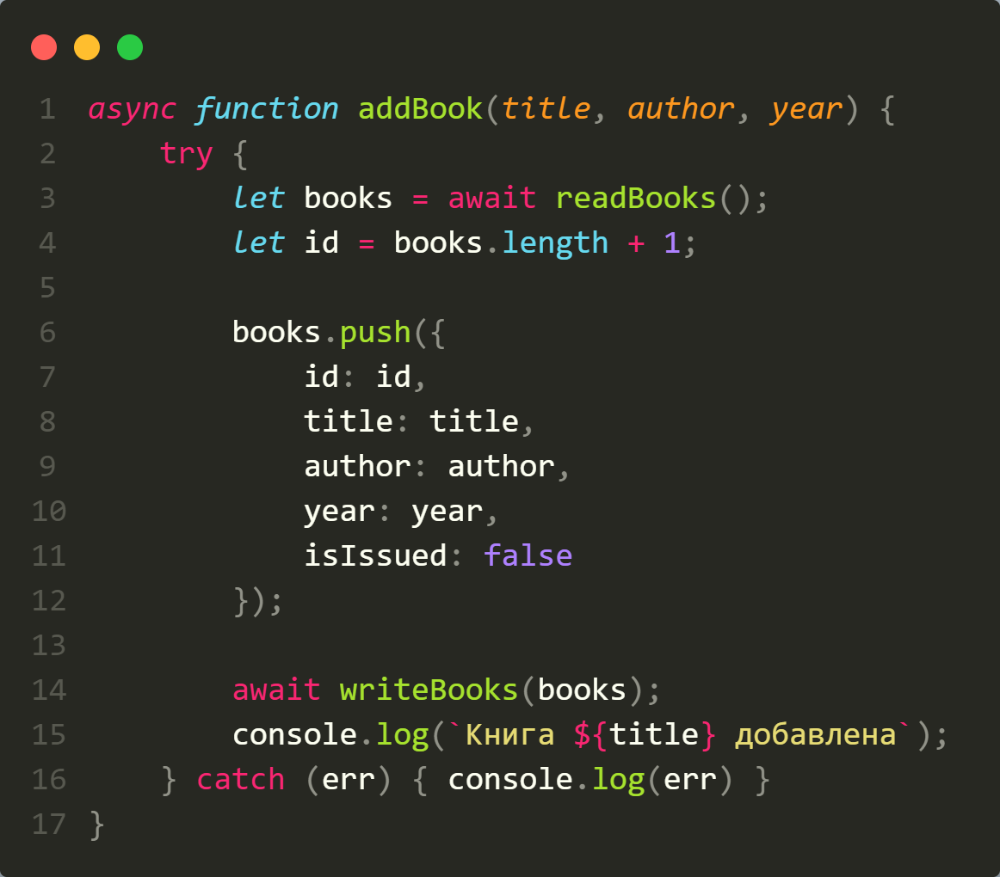 1 async function addBook(title, author, year) {
2     try {
3         let books = await readBooks();
4         let id = books.length + 1;
5
6         books.push({
7             id: id,
8             title: title,
9             author: author,
10             year: year,
11             isIssued: false
12         });
13
14         await writeBooks(books);
15         console.log(`Книга ${title} добавлена`);
16     } catch (err) { console.log(err) }
17 }